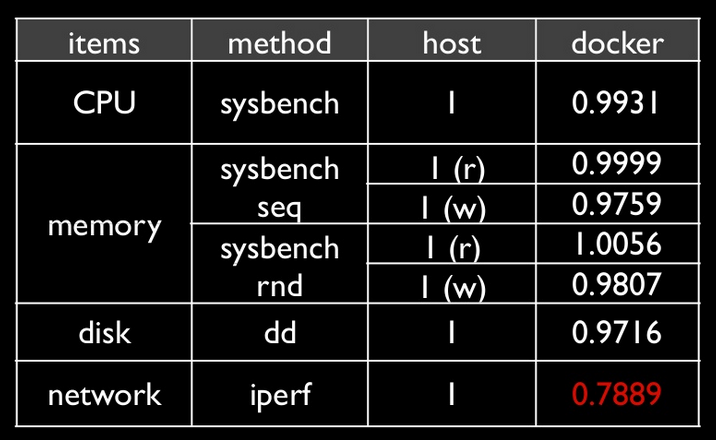 items method host docker
CPU sysbench 1 0.9931
memory sysbench seq 1 (r) 0.9999
1 (w) 0.9759
sysbench rnd 1 (r) 1.0056
1 (w) 0.9807
disk dd 1 0.9716
network iperf 1 0.7889